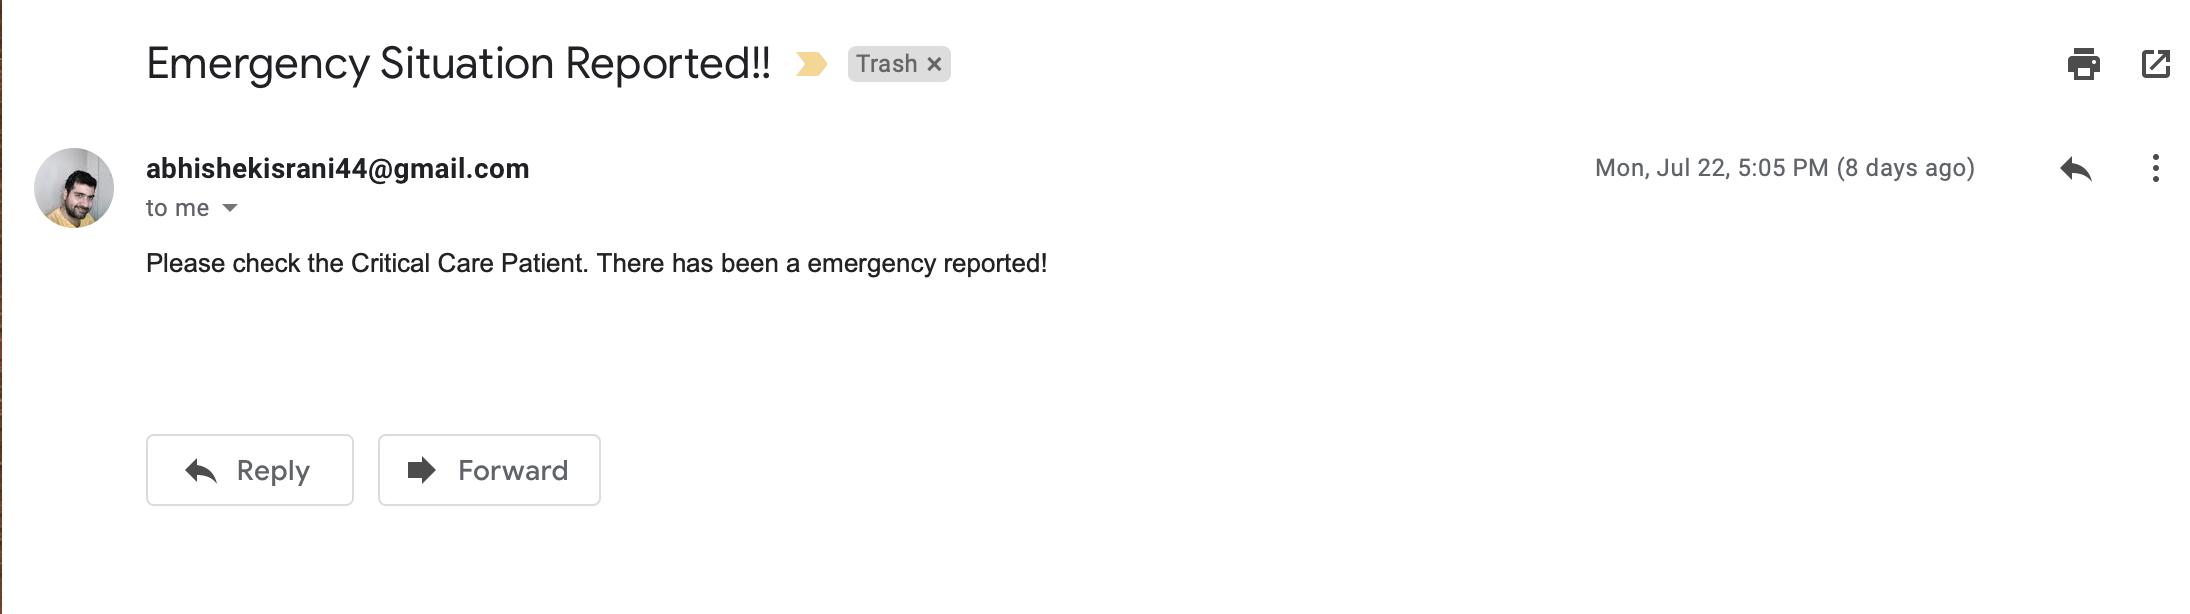 Emergency Situation Reported!! Trash ×
abhishekisrani44@gmail.com Mon, Jul 22, 5:05 PM (8 days ago)
to me
Please check the Critical Care Patient. There has been a emergency reported!
Reply Forward